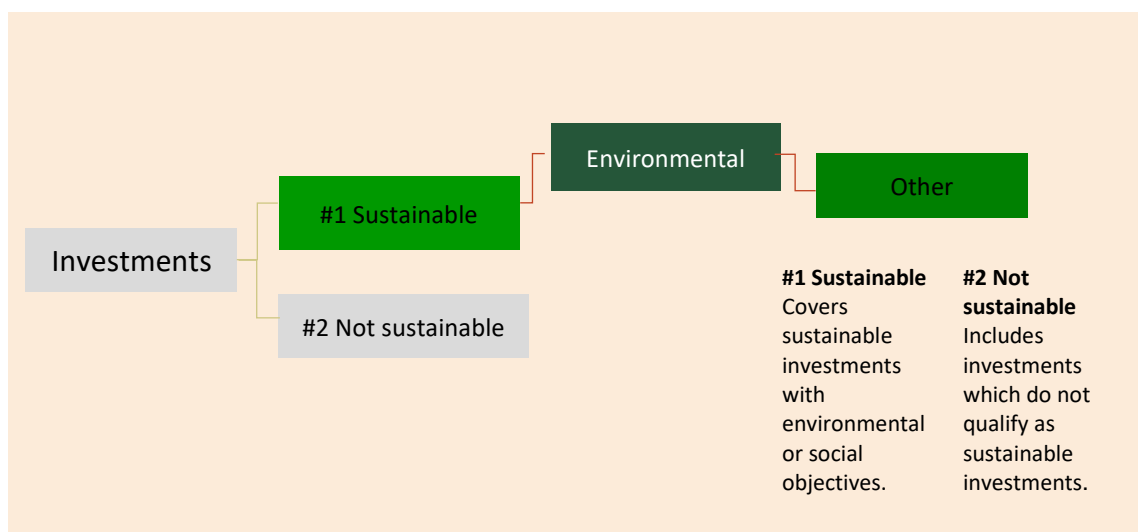 Environmental
Other
#1 Sustainable
Investments
#2 Not sustainable
#1 Sustainable
Covers
sustainable
investments
with
environmental
or social
objectives.
#2 Not
sustainable
Includes
investments
which do not
qualify as
sustainable
investments.